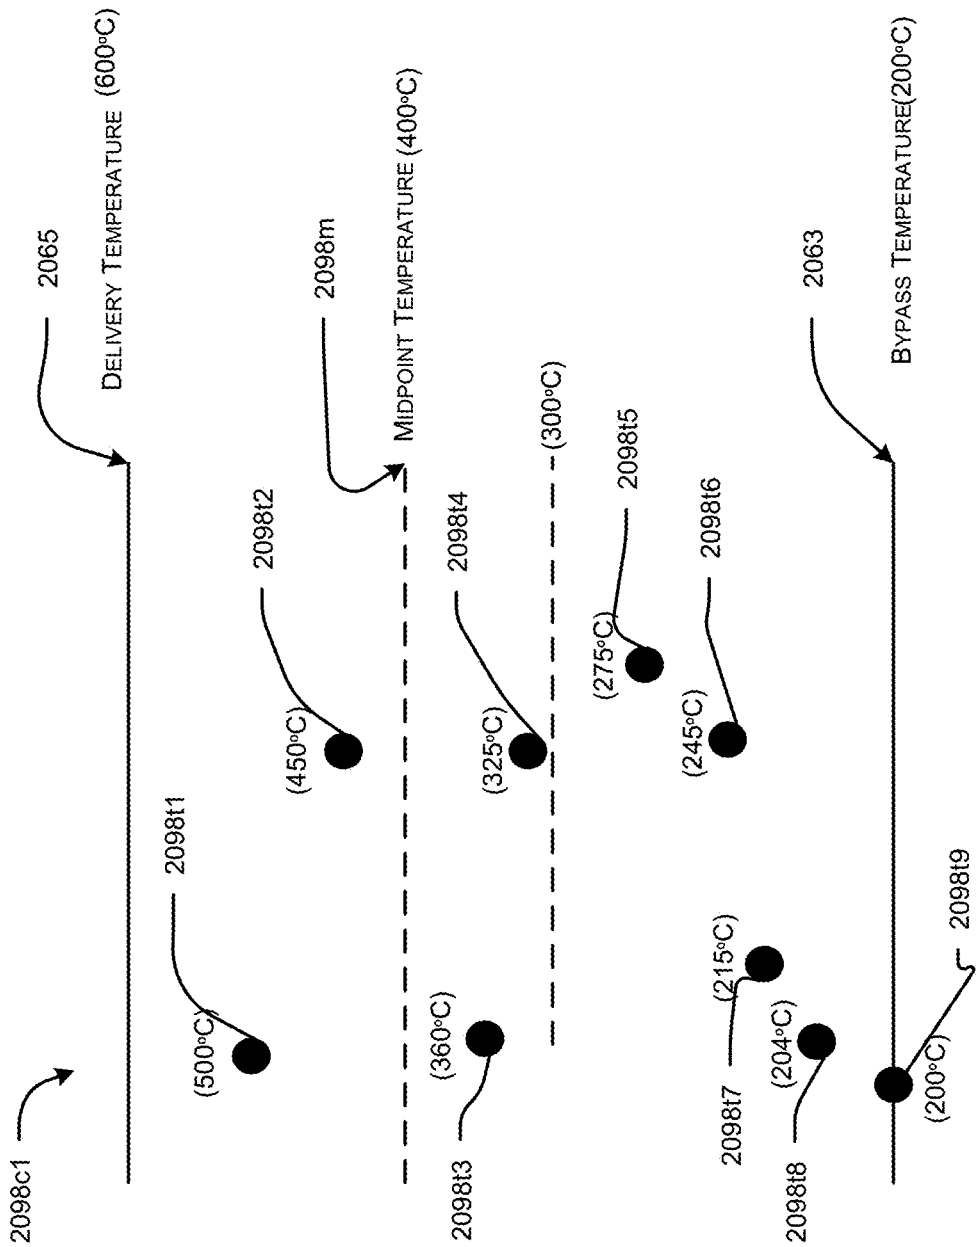 2098c1
2065
DELIVERY TEMPERATURE (600°C)
2098t1
(500°C)
2098t2
(450°C)
2098m
MIDPOINT TEMPERATURE (400°C)
2098t3
(360°C)
2098t4
(325°C)
(300°C)
2098t5
(275°C)
2098t6
(245°C)
2098t7
(215°C)
2098t8
(204°C)
2063
BYPASS TEMPERATURE(200°C)
(200°C)
2098t9